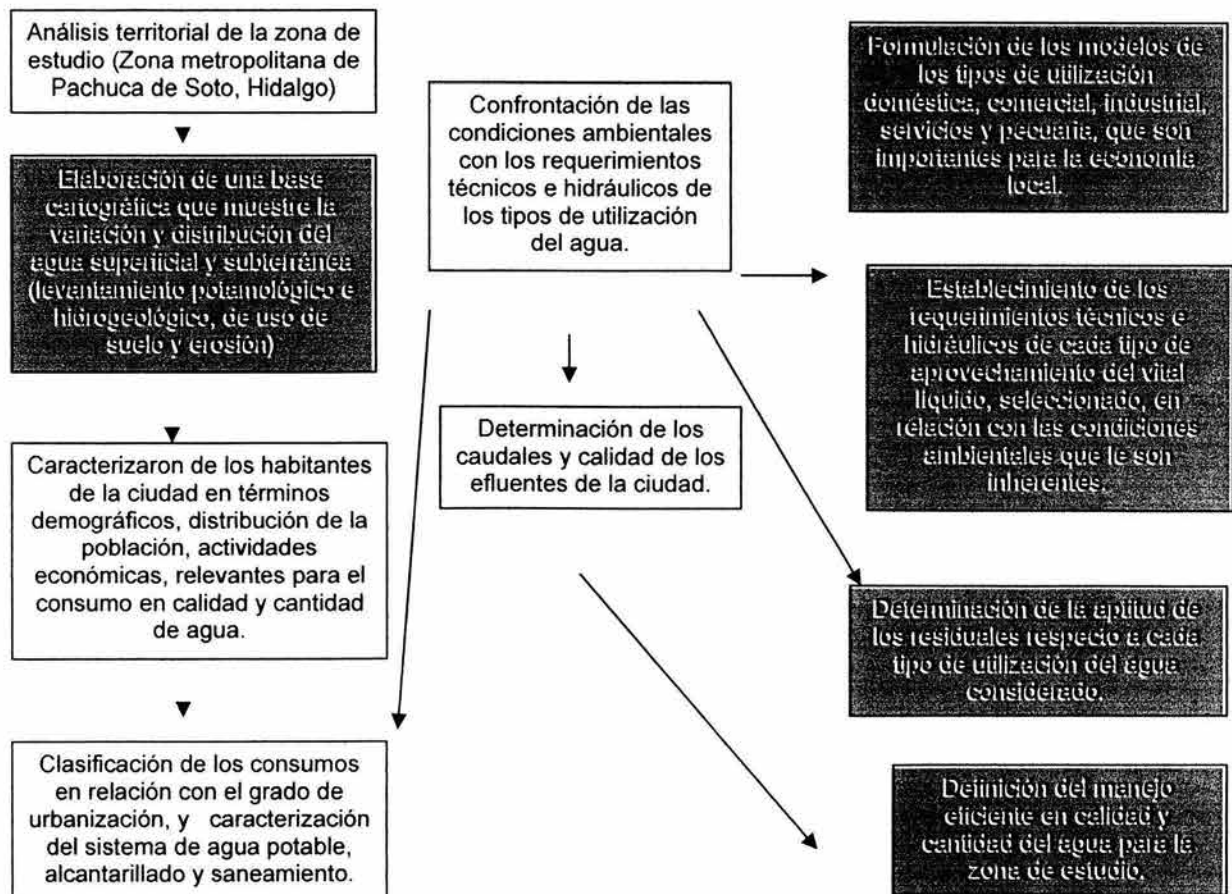 Análisis territorial de la zona de
estudio (Zona metropolitana de
Pachuca de Soto, Hidalgo)
Elaboración de una base
cartográfica que muestre la
variación y distribución del
agua superficial y subterránea
(levantamiento potamológico e
hidrogeológico, de uso de
suelo y erosión)
Caracterizaron de los habitantes
de la ciudad en términos
demográficos, distribución de la
población, actividades
económicas, relevantes para el
consumo en calidad y cantidad
de agua.
Clasificación de los consumos
en relación con el grado de
urbanización, y caracterización
del sistema de agua potable,
alcantarillado y saneamiento.
Confrontación de las
condiciones ambientales
con los requerimientos
técnicos e hidráulicos de
los tipos de utilización
del agua.
Determinación de los
caudales y calidad de los
efluentes de la ciudad.
Formulación de los modelos de
los tipos de utilización
doméstica, comercial, industrial,
servicios y pecuaria, que son
importantes para la economía
local.
Establecimiento de los
requerimientos técnicos e
hidráulicos de cada tipo de
aprovechamiento del vital
líquido, seleccionado, en
relación con las condiciones
ambientales que le son
inherentes.
Determinación de la aptitud de
los residuales respecto a cada
tipo de utilización del agua
considerado.
Definición del manejo
eficiente en calidad y
cantidad del agua para la
zona de estudio.